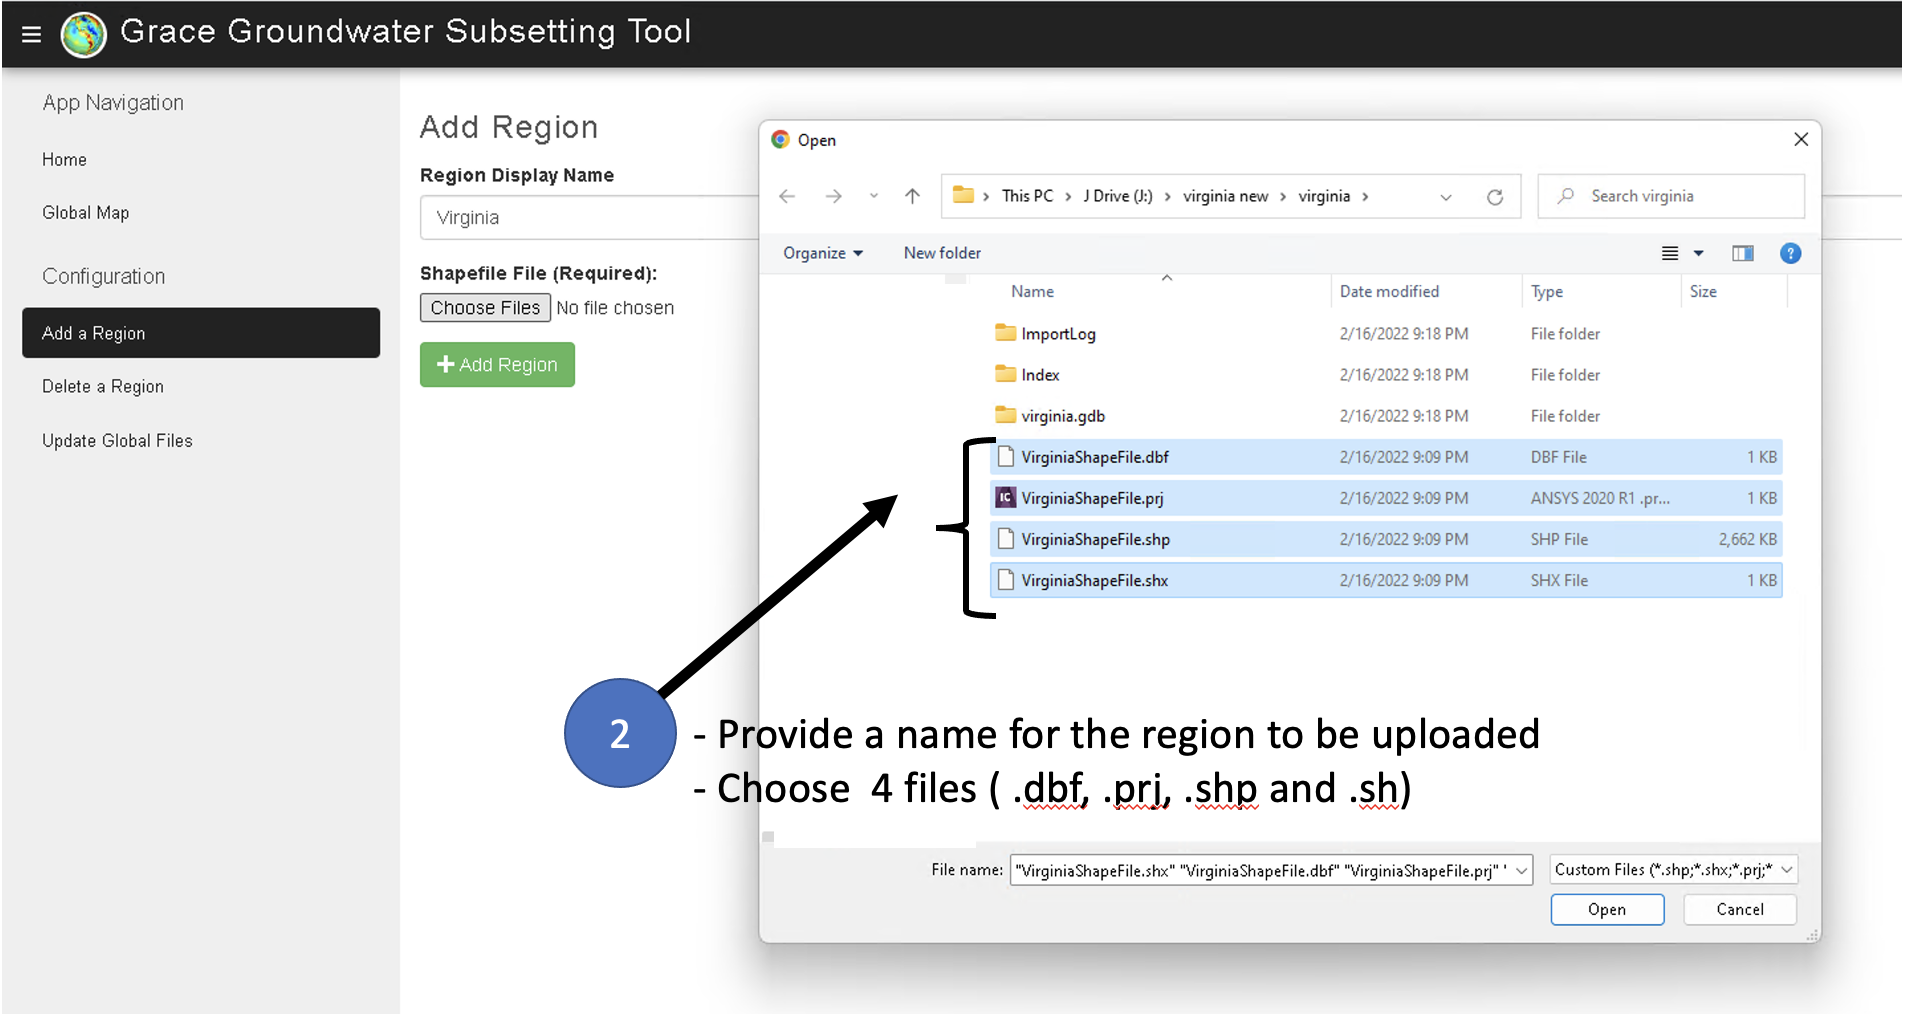 Grace Groundwater Subsetting Tool
App Navigation
Home
Global Map
Configuration
Add a Region
Delete a Region
Update Global Files
Add Region
Region Display Name
Virginia
Shapefile File (Required):
Choose Files No file chosen
+ Add Region
Open
This PC › J Drive (J:) › virginia new › virginia ›
Search virginia
Organize
New folder
?
Name Date modified Type Size
ImportLog 2/16/2022 9:18 PM File folder
Index 2/16/2022 9:18 PM File folder
virginia.gdb 2/16/2022 9:18 PM File folder
VirginiaShapeFile.dbf 2/16/2022 9:09 PM DBF File 1 KB
IC VirginiaShapeFile.prj 2/16/2022 9:09 PM ANSYS 2020 R1 .pr... 1 KB
VirginiaShapeFile.shp 2/16/2022 9:09 PM SHP File 2,662 KB
VirginiaShapeFile.shx 2/16/2022 9:09 PM SHX File 1 KB
2
- Provide a name for the region to be uploaded
- Choose 4 files ( .dbf, .prj, .shp and .sh)
File name: "VirginiaShapeFile.shx" "VirginiaShapeFile.dbf" "VirginiaShapeFile.prj" '
Custom Files (*.shp;*.shx;*.prj;*
Open
Cancel